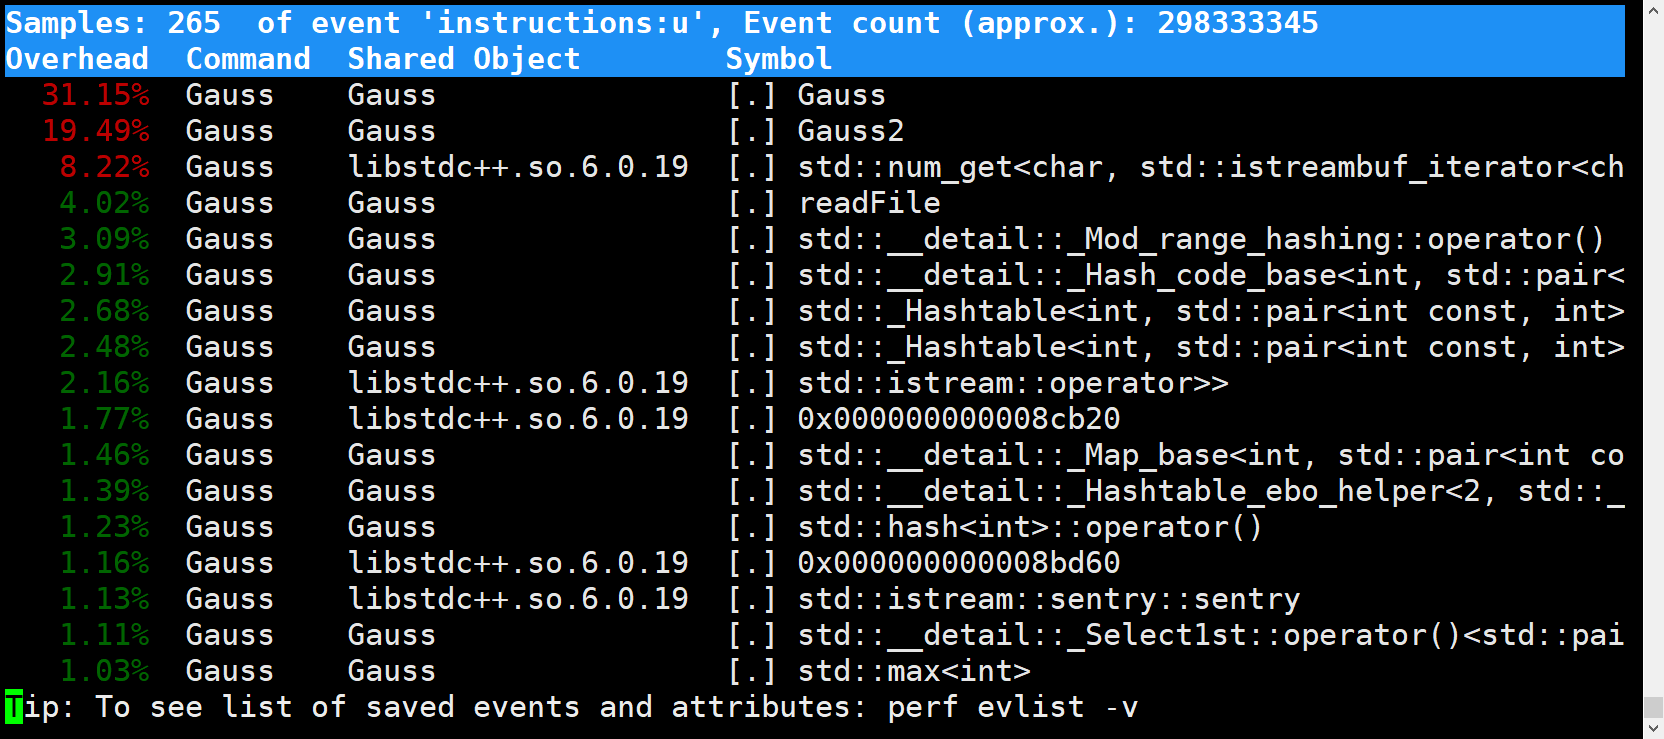 Samples: 265  of event 'instructions:u', Event count (approx.): 298333345
Overhead  Command  Shared Object        Symbol
  31.15%  Gauss    Gauss                [.] Gauss
  19.49%  Gauss    Gauss                [.] Gauss2
   8.22%  Gauss    libstdc++.so.6.0.19  [.] std::num_get<char, std::istreambuf_iterator<ch
   4.02%  Gauss    Gauss                [.] readFile
   3.09%  Gauss    Gauss                [.] std::__detail::_Mod_range_hashing::operator()
   2.91%  Gauss    Gauss                [.] std::__detail::_Hash_code_base<int, std::pair<
   2.68%  Gauss    Gauss                [.] std::_Hashtable<int, std::pair<int const, int>
   2.48%  Gauss    Gauss                [.] std::_Hashtable<int, std::pair<int const, int>
   2.16%  Gauss    libstdc++.so.6.0.19  [.] std::istream::operator>>
   1.77%  Gauss    libstdc++.so.6.0.19  [.] 0x000000000008cb20
   1.46%  Gauss    Gauss                [.] std::__detail::_Map_base<int, std::pair<int co
   1.39%  Gauss    Gauss                [.] std::__detail::_Hashtable_ebo_helper<2, std::_
   1.23%  Gauss    Gauss                [.] std::hash<int>::operator()
   1.16%  Gauss    libstdc++.so.6.0.19  [.] 0x000000000008bd60
   1.13%  Gauss    libstdc++.so.6.0.19  [.] std::istream::sentry::sentry
   1.11%  Gauss    Gauss                [.] std::__detail::_Select1st::operator()<std::pai
   1.03%  Gauss    Gauss                [.] std::max<int>
Tip: To see list of saved events and attributes: perf evlist -v